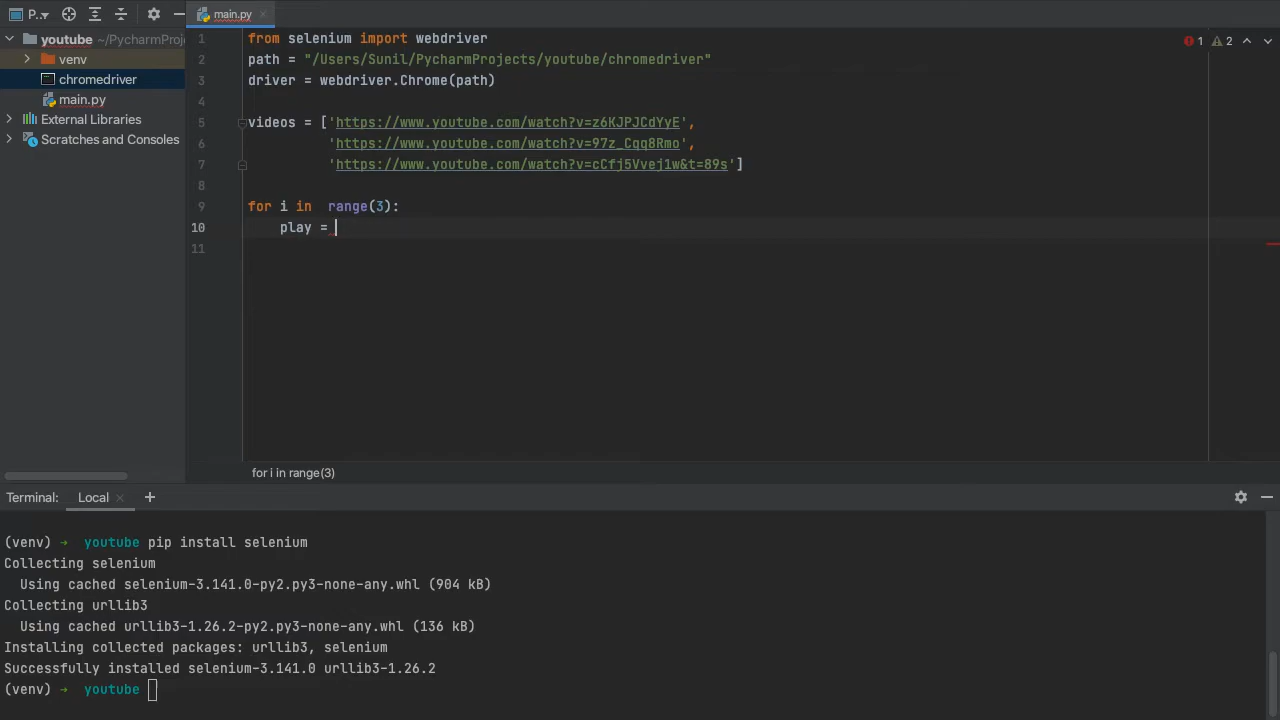 P..
main.py
youtube ~/PycharmProj
venv
chromedriver
main.py
External Libraries
Scratches and Consoles
1 from selenium import webdriver
2 path = "/Users/Sunil/PycharmProjects/youtube/chromedriver"
3 driver = webdriver.Chrome(path)
4
5 videos = ['https://www.youtube.com/watch?v=z6KJPJCdYyE',
6 'https://www.youtube.com/watch?v=97z_Cqq8Rmo',
7 'https://www.youtube.com/watch?v=cCfj5Vvej1w&t=89s']
8
9 for i in  range(3):
10 play =
11
1 2
for i in range(3)
Terminal: Local
(venv) → youtube pip install selenium
Collecting selenium
Using cached selenium-3.141.0-py2.py3-none-any.whl (904 kB)
Collecting urllib3
Using cached urllib3-1.26.2-py2.py3-none-any.whl (136 kB)
Installing collected packages: urllib3, selenium
Successfully installed selenium-3.141.0 urllib3-1.26.2
(venv) → youtube